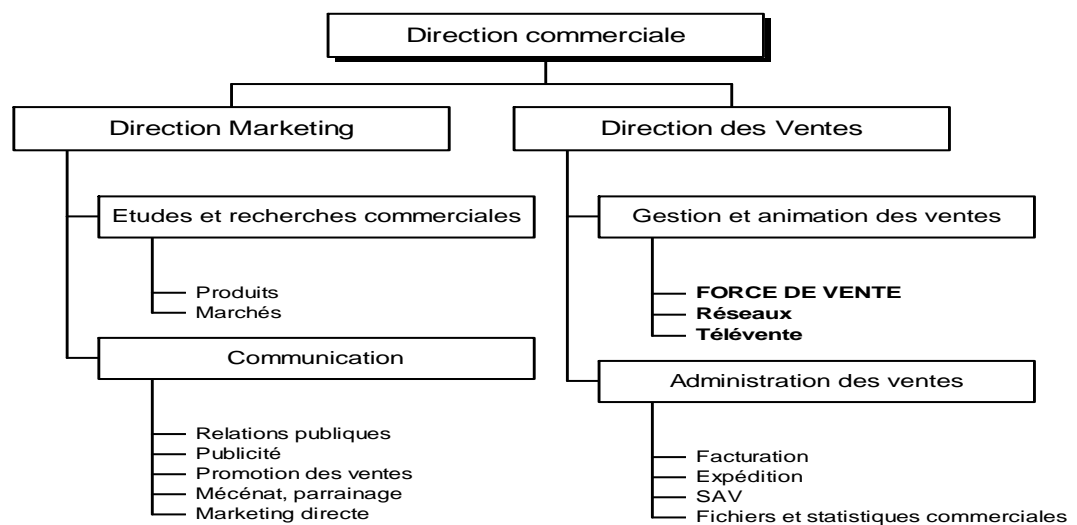 Direction commerciale
Direction Marketing
Etudes et recherches commerciales
Produits
Marchés
Communication
Relations publiques
Publicité
Promotion des ventes
Mécénat, parrainage
Marketing directe
Direction des Ventes
Gestion et animation des ventes
FORCE DE VENTE
Réseaux
Télévente
Administration des ventes
Facturation
Expédition
SAV
Fichiers et statistiques commerciales